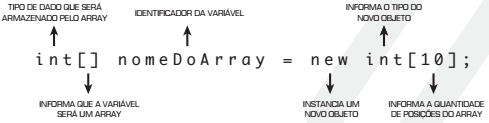 TIPO DE DADO QUE SERÁ
ARMAZENADO PELO ARRAY
IDENTIFICADOR DA VARIÁVEL
INFORMA O TIPO DO
NOVO OBJETO
int[] nomeDoArray = new int[10];
INFORMA QUE A VARIÁVEL
SERÁ UM ARRAY
INSTANCIA UM
NOVO OBJETO
INFORMA A QUANTIDADE
DE POSIÇÕES DO ARRAY